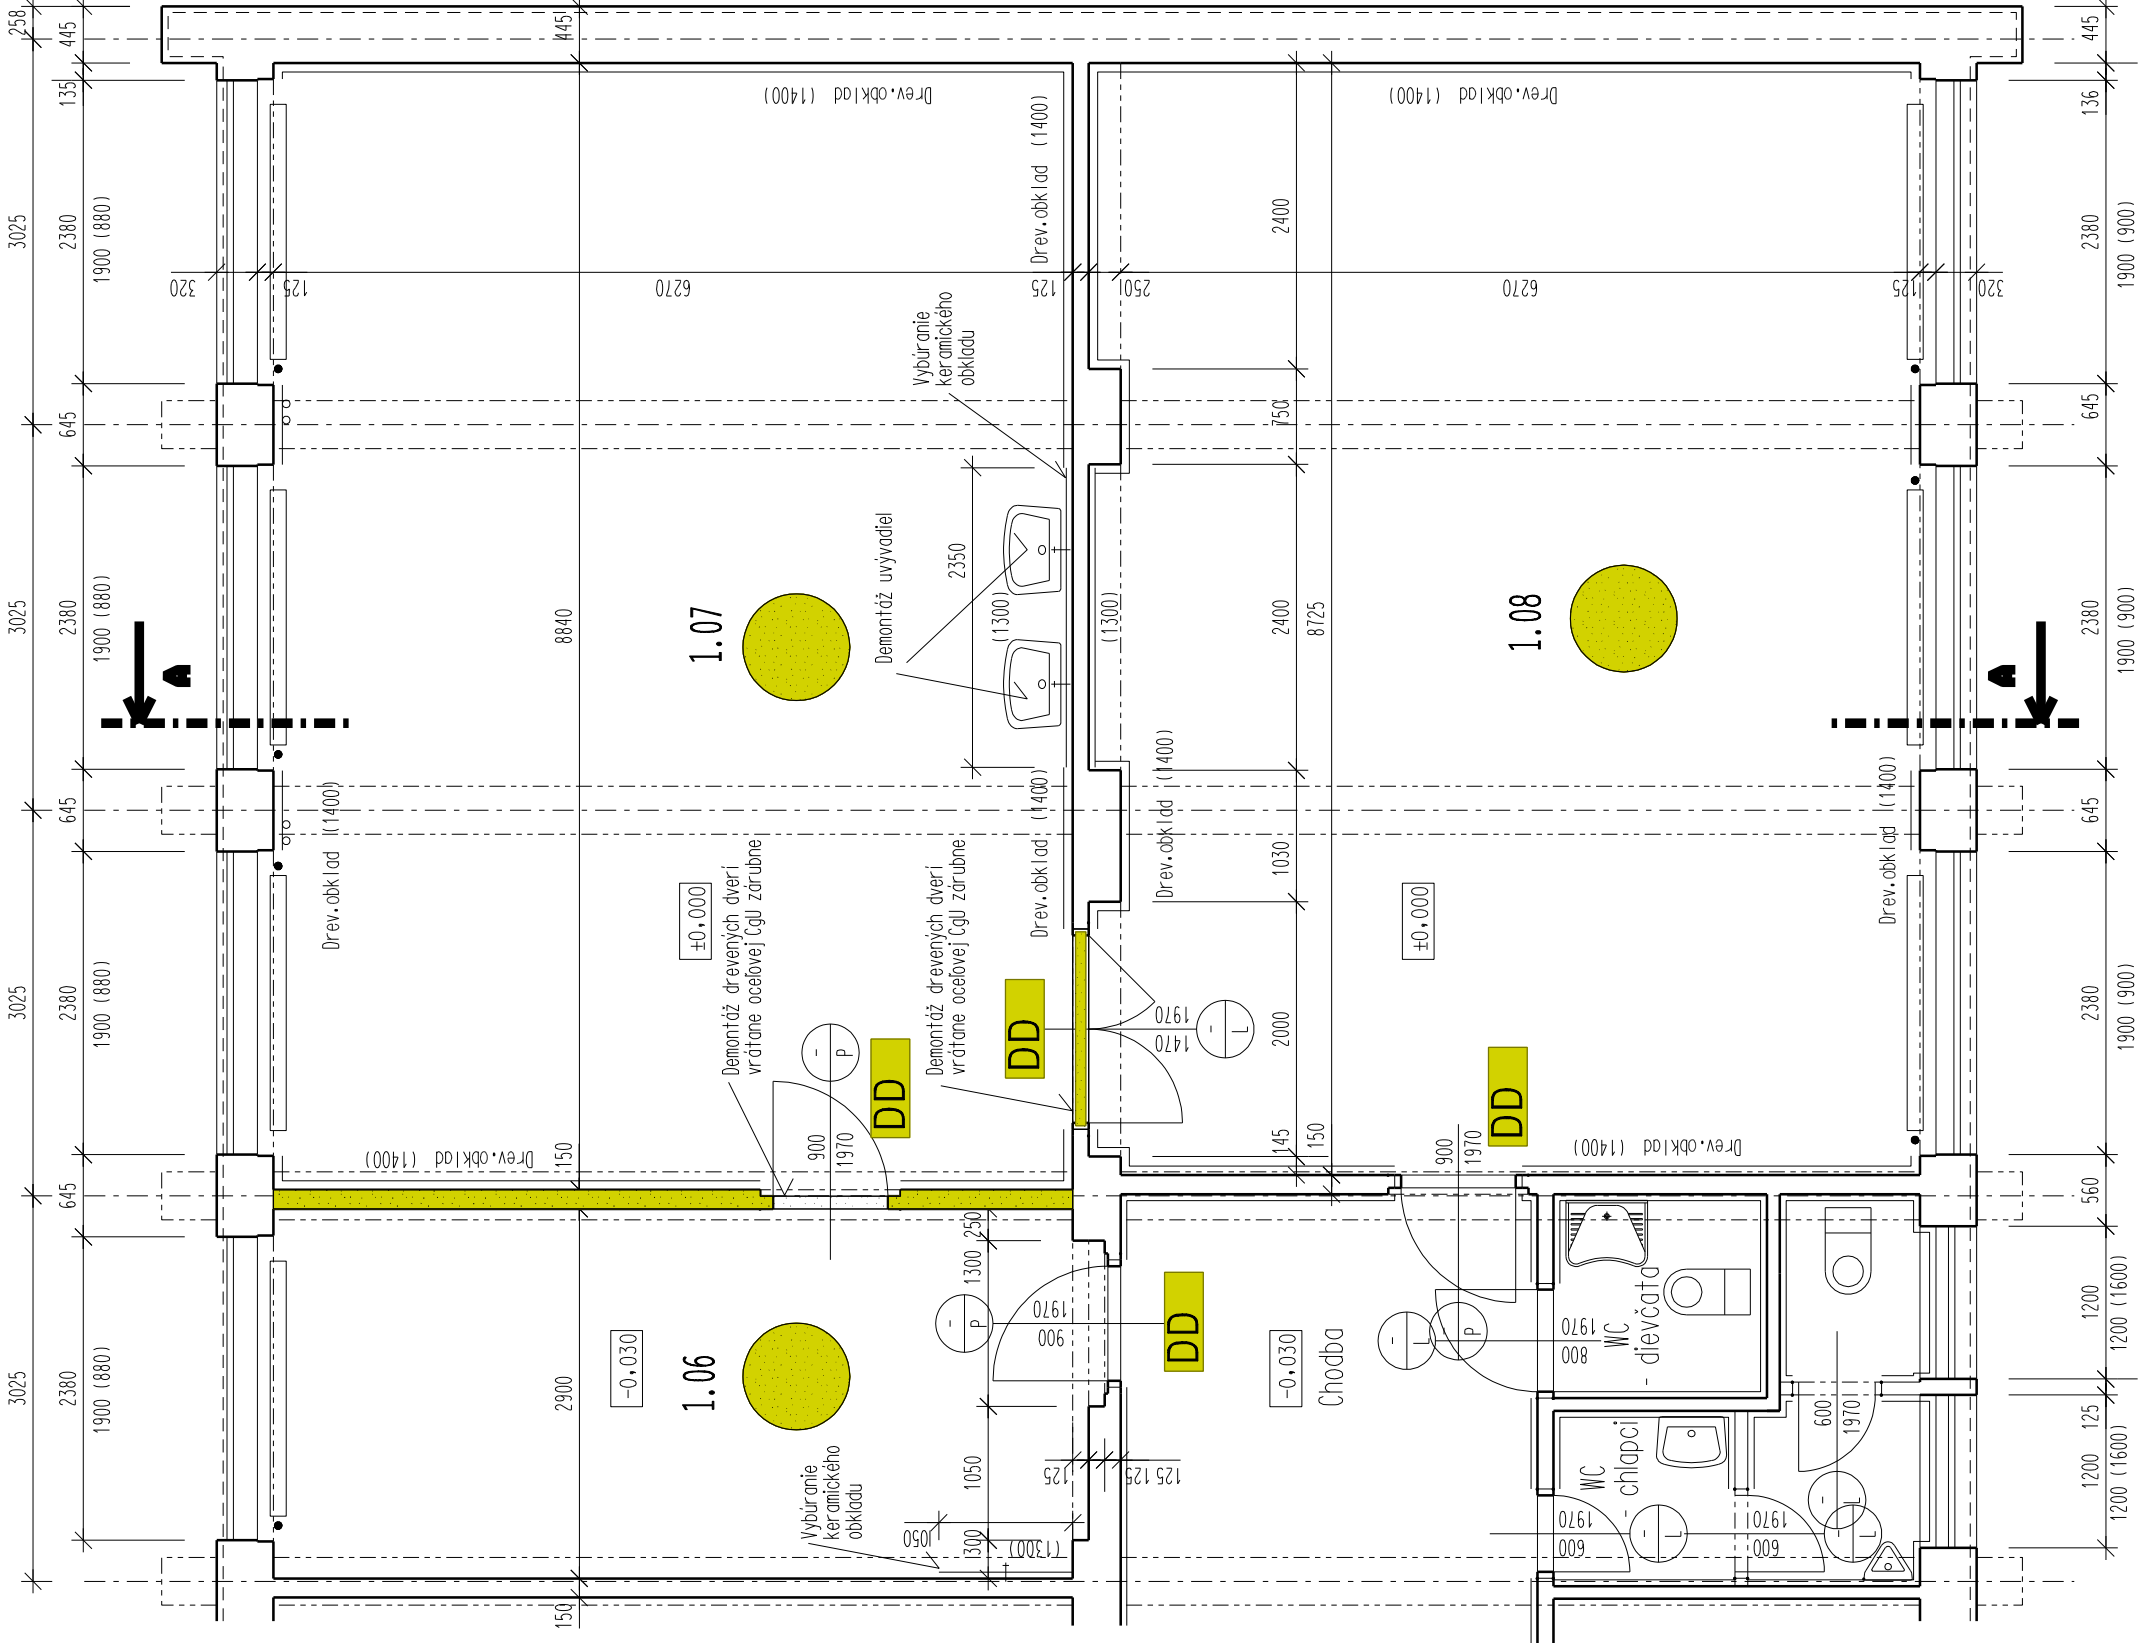 258
445
135
3025
2380
1900 (880)
645
3025
2380
1900 (880)
645
3025
2380
1900 (880)
645
3025
2380
1900 (880)
A
445
320
125
6270
125
250
6270
125
320
Drev.obklad (1400)
Drev.obklad (1400)
Drev.obklad (1400)
Vybúranie
keramického
obkladu
8840
1.07
Demontáž uvývadiel
2350
(1300)
(1300)
Drev.obklad (1400)
Drev.obklad (1400)
Drev.obklad (1400)
Drev.obklad (1400)
±0,000
±0,000
Demontáž drevených dverí
vrátane oceľovej CgU zárubne
Demontáž drevených dverí
vrátane oceľovej CgU zárubne
DD
DD
DD
DD
-
P
900
1970
1970
1470
-
L
Drev.obklad (1400)
Drev.obklad (1400)
150
2400
750
2400
8725
1030
2000
145
150
1.08
900
1970
250
1300
1050
300
-0,030
1.06
2900
-
P
1970
900
125
125
125
Vybúranie
keramického
obkladu
1050
(1300)
150
-0,030
Chodba
-
L
-
P
1970
800
WC
- dievčatá
WC
- chlapci
1970
600
-
L
1970
600
-
L
-
L
600
1970
445
136
2380
1900 (900)
645
2380
1900 (900)
A
645
2380
1900 (900)
560
1200
1200 (1600)
125
1200
1200 (1600)